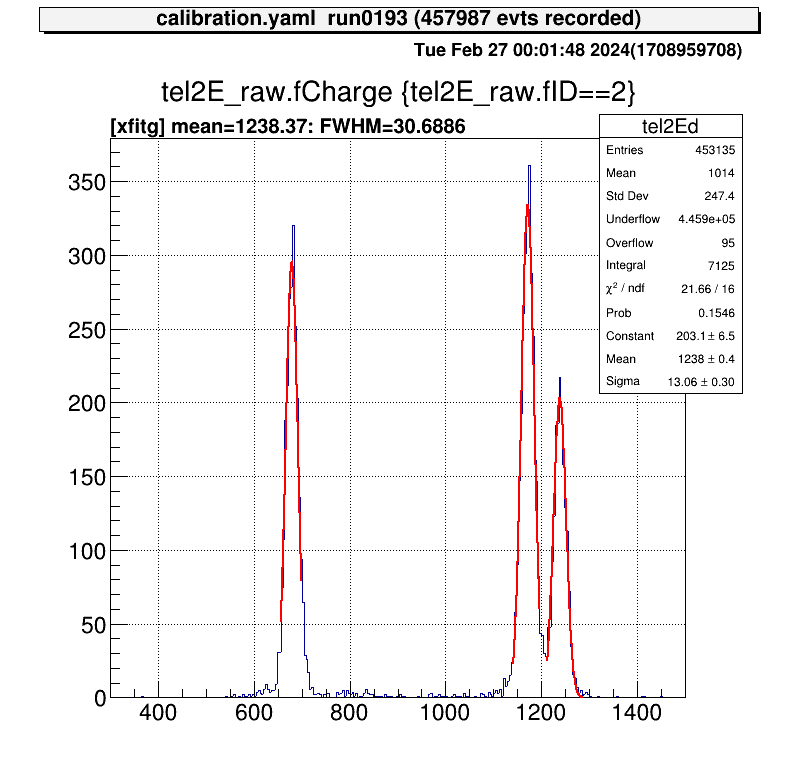 calibration.yaml  run0193 (457987 evts recorded)
Tue Feb 27 00:01:48 2024(1708959708)
tel2E_raw.fCharge {tel2E_raw.fID==2}
[xfitg] mean=1238.37: FWHM=30.6886
tel2Ed
Entries 453135
Mean 1014
Std Dev 247.4
Underflow 4.459e+05
Overflow 95
Integral 7125
χ² / ndf 21.66 / 16
Prob 0.1546
Constant 203.1 ± 6.5
Mean 1238 ± 0.4
Sigma 13.06 ± 0.30
350
300
250
200
150
100
50
0
400 600 800 1000 1200 1400